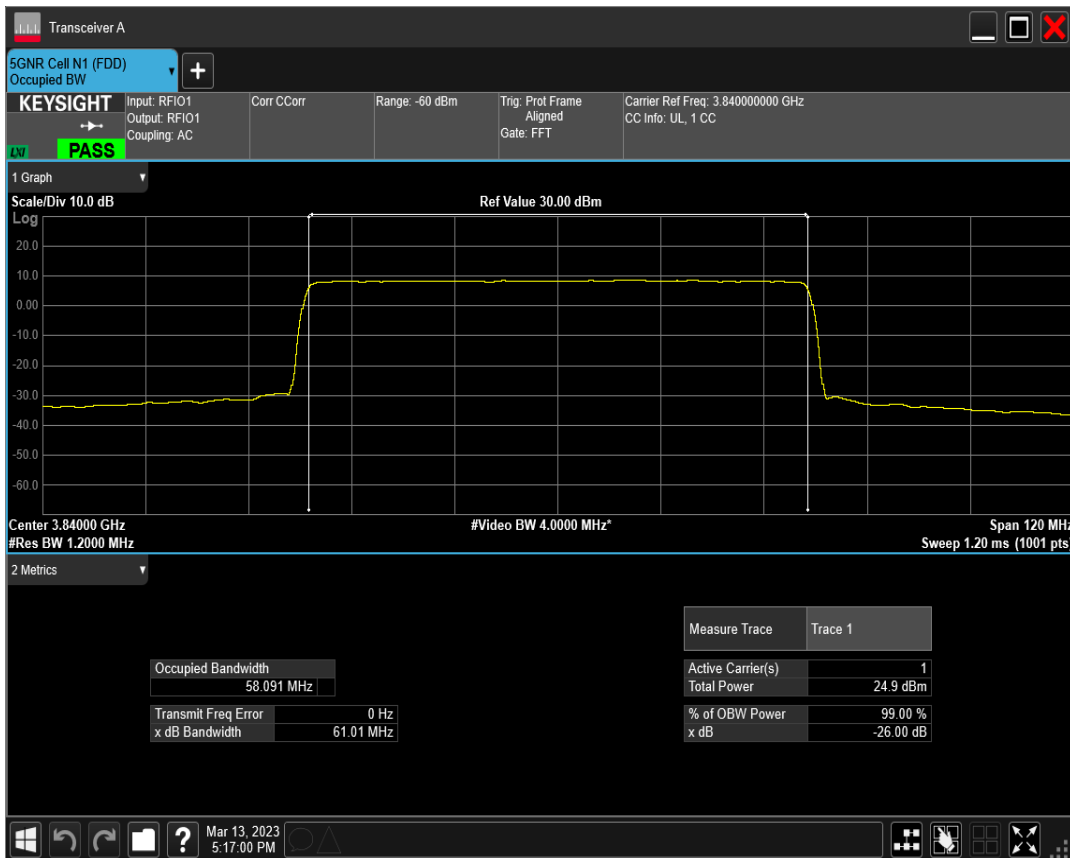 Transceiver A
5GNR Cell N1 (FDD)
Occupied BW
+
KEYSIGHT
LXI
PASS
Input: RFIO1
Output: RFIO1
Coupling: AC
Corr CCorr
Range: -60 dBm
Trig: Prot Frame
Aligned
Gate: FFT
Carrier Ref Freq: 3.840000000 GHz
CC Info: UL, 1 CC
1 Graph
Scale/Div 10.0 dB
Ref Value 30.00 dBm
Log
20.0
10.0
0.00
-10.0
-20.0
-30.0
-40.0
-50.0
-60.0
Center 3.84000 GHz
#Video BW 4.0000 MHz*
Span 120 MHz
#Res BW 1.2000 MHz
Sweep 1.20 ms (1001 pts)
2 Metrics
Measure Trace Trace 1
Occupied Bandwidth
58.091 MHz
Active Carrier(s) 1
Total Power 24.9 dBm
Transmit Freq Error 0 Hz
x dB Bandwidth 61.01 MHz
% of OBW Power 99.00 %
x dB -26.00 dB
?
Mar 13, 2023
5:17:00 PM